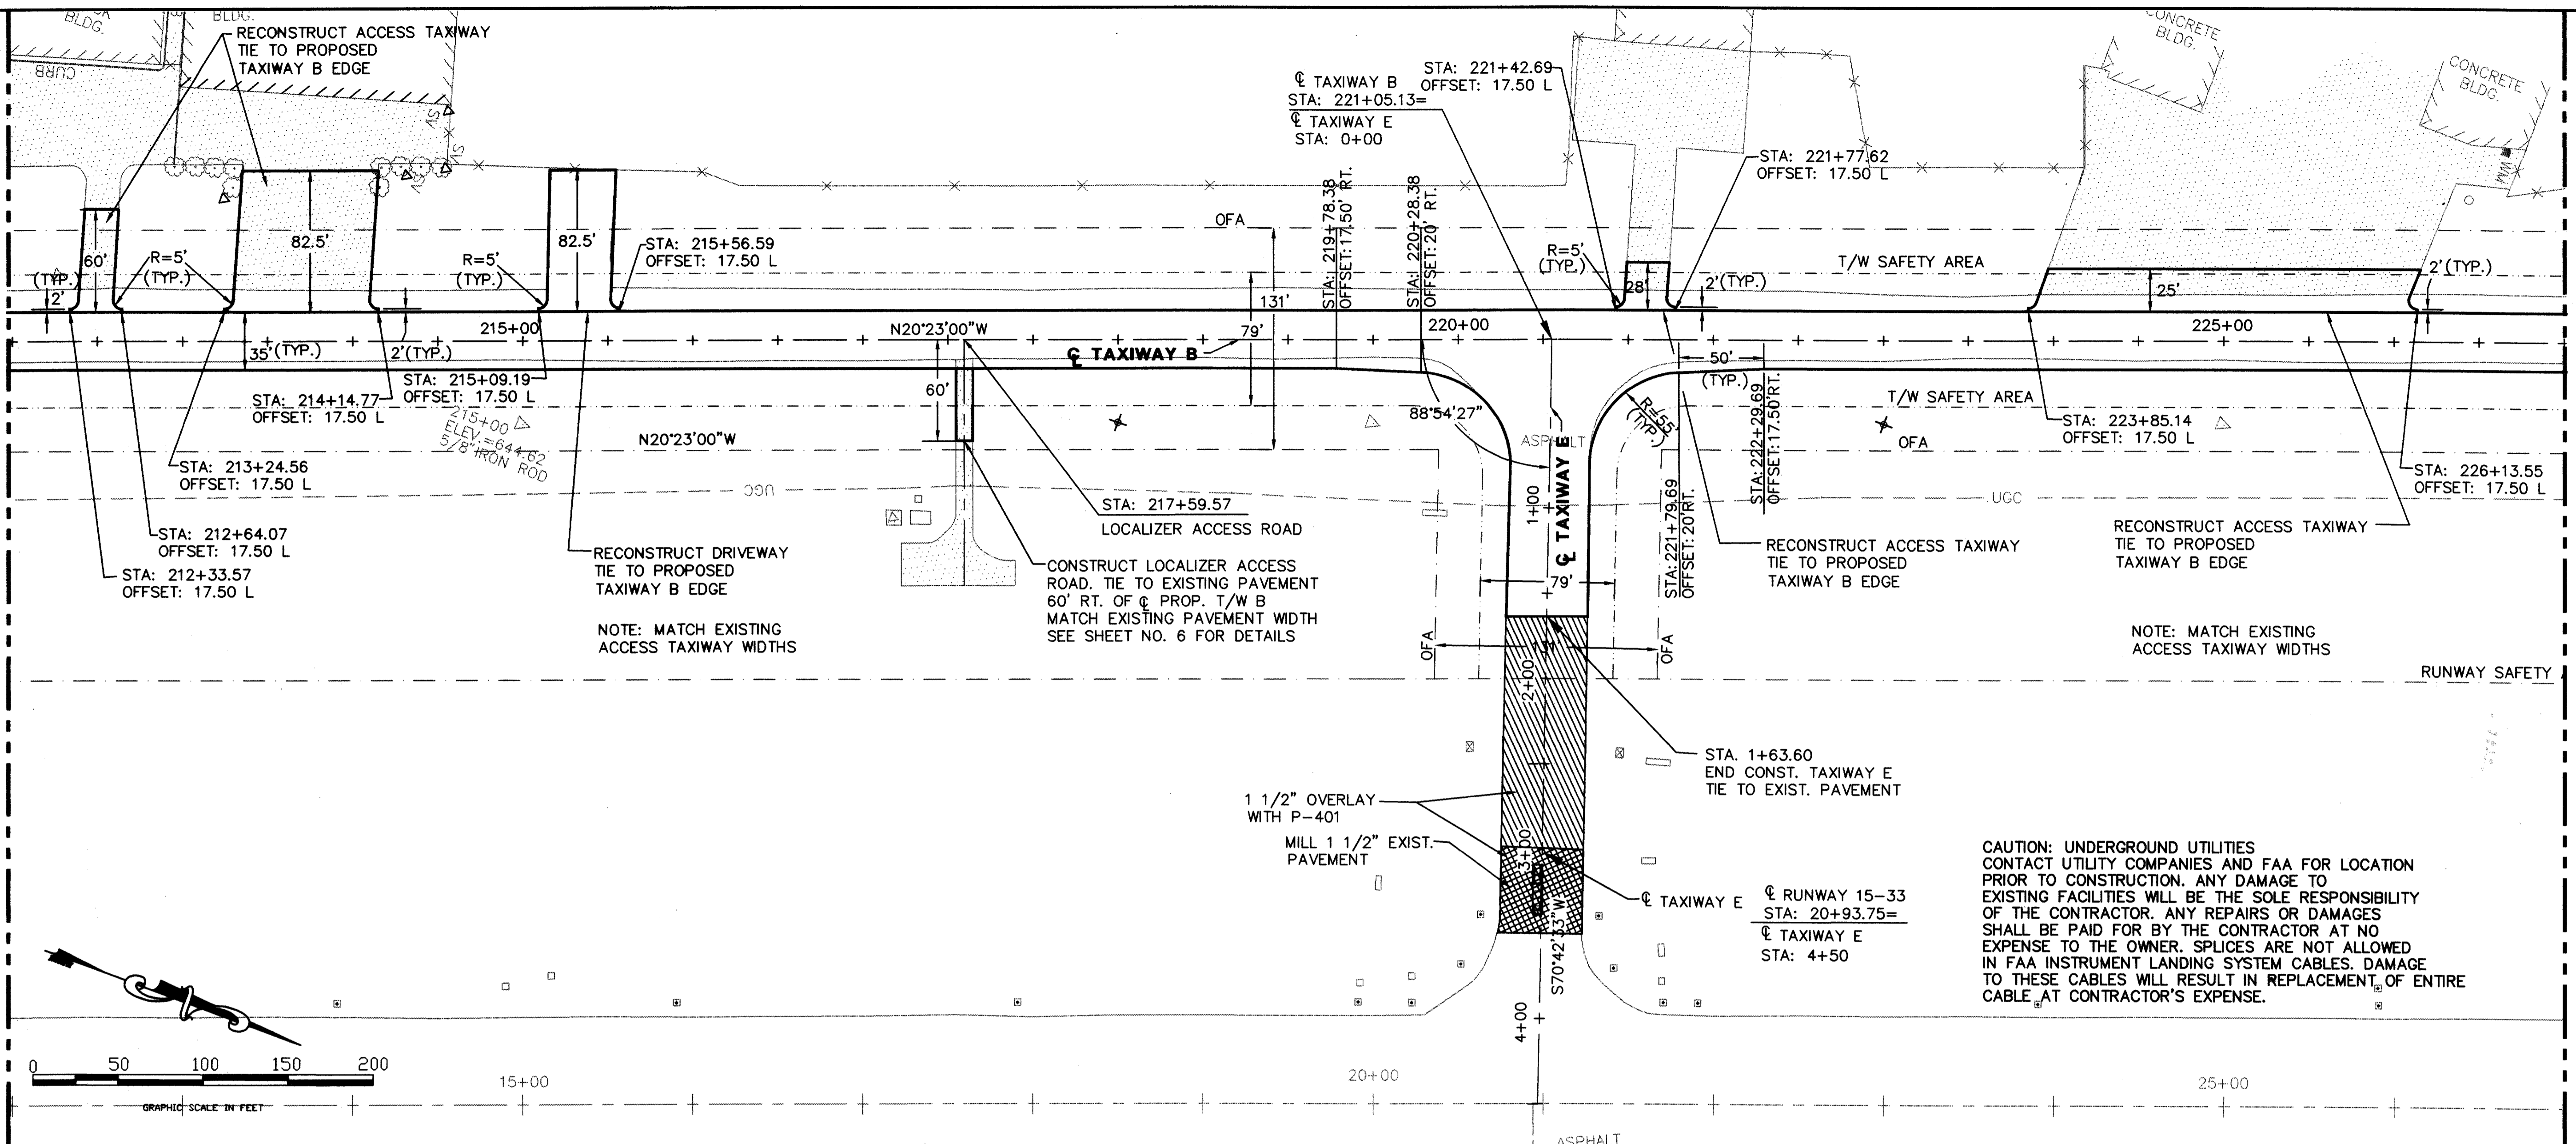 BLDG.
BLDG.
CURB
RECONSTRUCT ACCESS TAXIWAY
TIE TO PROPOSED
TAXIWAY B EDGE
SV
SV
SV
℄ TAXIWAY B
STA: 221+05.13=
℄ TAXIWAY E
STA: 0+00
STA: 221+42.69
OFFSET: 17.50 L
STA: 221+77.62
OFFSET: 17.50 L
CONCRETE
BLDG.
CONCRETE
BLDG.
WM
OFA
STA: 219+78.38
OFFSET:17.50' RT.
STA: 220+28.38
OFFSET:20' RT.
(TYP.)
2'
60'
R=5'
(TYP.)
82.5'
R=5'
(TYP.)
82.5'
STA: 215+56.59
OFFSET: 17.50 L
131'
79'
R=5'
(TYP.)
28'
2'(TYP.)
T/W SAFETY AREA
25'
2'(TYP.)
215+00
N20°23'00"W
220+00
225+00
35'(TYP.)
2'(TYP.)
℄ TAXIWAY B
50'
(TYP.)
STA: 215+09.19
OFFSET: 17.50 L
STA: 214+14.77
OFFSET: 17.50 L
215+00
ELEV.=644.62
5/8" IRON ROD
60'
N20°23'00"W
88°54'27"
R=55'
(TYP.)
ASPHALT
T/W SAFETY AREA
OFA
STA: 223+85.14
OFFSET: 17.50 L
STA: 213+24.56
OFFSET: 17.50 L
UGC
STA:222+29.69
OFFSET:17.50'RT.
STA: 226+13.55
OFFSET: 17.50 L
UGC
STA: 212+64.07
OFFSET: 17.50 L
STA: 212+33.57
OFFSET: 17.50 L
STA: 217+59.57
LOCALIZER ACCESS ROAD
1+00
℄ TAXIWAY E
STA:221+79.69
OFFSET:20'RT.
RECONSTRUCT DRIVEWAY
TIE TO PROPOSED
TAXIWAY B EDGE
NOTE: MATCH EXISTING
ACCESS TAXIWAY WIDTHS
CONSTRUCT LOCALIZER ACCESS
ROAD. TIE TO EXISTING PAVEMENT
60' RT. OF ℄ PROP. T/W B
MATCH EXISTING PAVEMENT WIDTH
SEE SHEET NO. 6 FOR DETAILS
79'
RECONSTRUCT ACCESS TAXIWAY
TIE TO PROPOSED
TAXIWAY B EDGE
RECONSTRUCT ACCESS TAXIWAY
TIE TO PROPOSED
TAXIWAY B EDGE
NOTE: MATCH EXISTING
ACCESS TAXIWAY WIDTHS
OFA
OFA
2+00
RUNWAY SAFETY
STA. 1+63.60
END CONST. TAXIWAY E
TIE TO EXIST. PAVEMENT
1 1/2" OVERLAY
WITH P-401
MILL 1 1/2" EXIST.
PAVEMENT
3+00
℄ TAXIWAY E
℄ RUNWAY 15-33
STA: 20+93.75=
℄ TAXIWAY E
STA: 4+50
S70°42'33"W
4+00
CAUTION: UNDERGROUND UTILITIES
CONTACT UTILITY COMPANIES AND FAA FOR LOCATION
PRIOR TO CONSTRUCTION. ANY DAMAGE TO
EXISTING FACILITIES WILL BE THE SOLE RESPONSIBILITY
OF THE CONTRACTOR. ANY REPAIRS OR DAMAGES
SHALL BE PAID FOR BY THE CONTRACTOR AT NO
EXPENSE TO THE OWNER. SPLICES ARE NOT ALLOWED
IN FAA INSTRUMENT LANDING SYSTEM CABLES. DAMAGE
TO THESE CABLES WILL RESULT IN REPLACEMENT OF ENTIRE
CABLE AT CONTRACTOR'S EXPENSE.
0 50 100 150 200
GRAPHIC SCALE IN FEET
15+00
20+00
25+00
ASPHALT